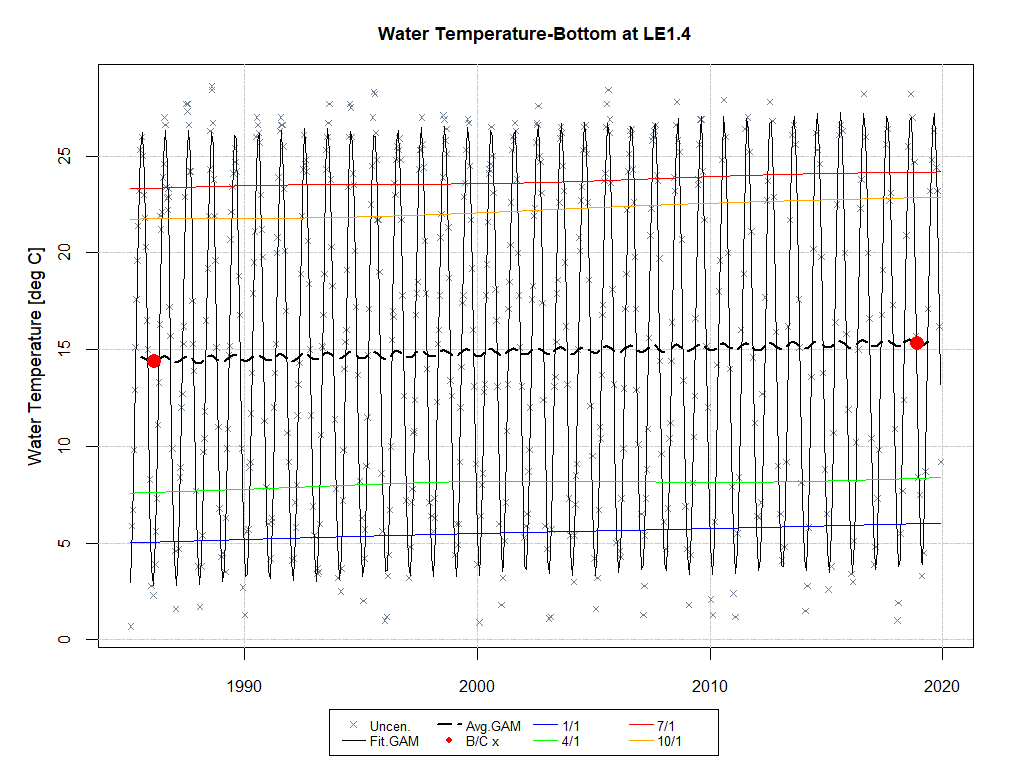 Water Temperature-Bottom at LE1.4
Water Temperature [deg C]
25
20
15
10
5
0
1990 2000 2010 2020
Uncen. Avg.GAM 1/1 7/1
Fit.GAM B/C x 4/1 10/1